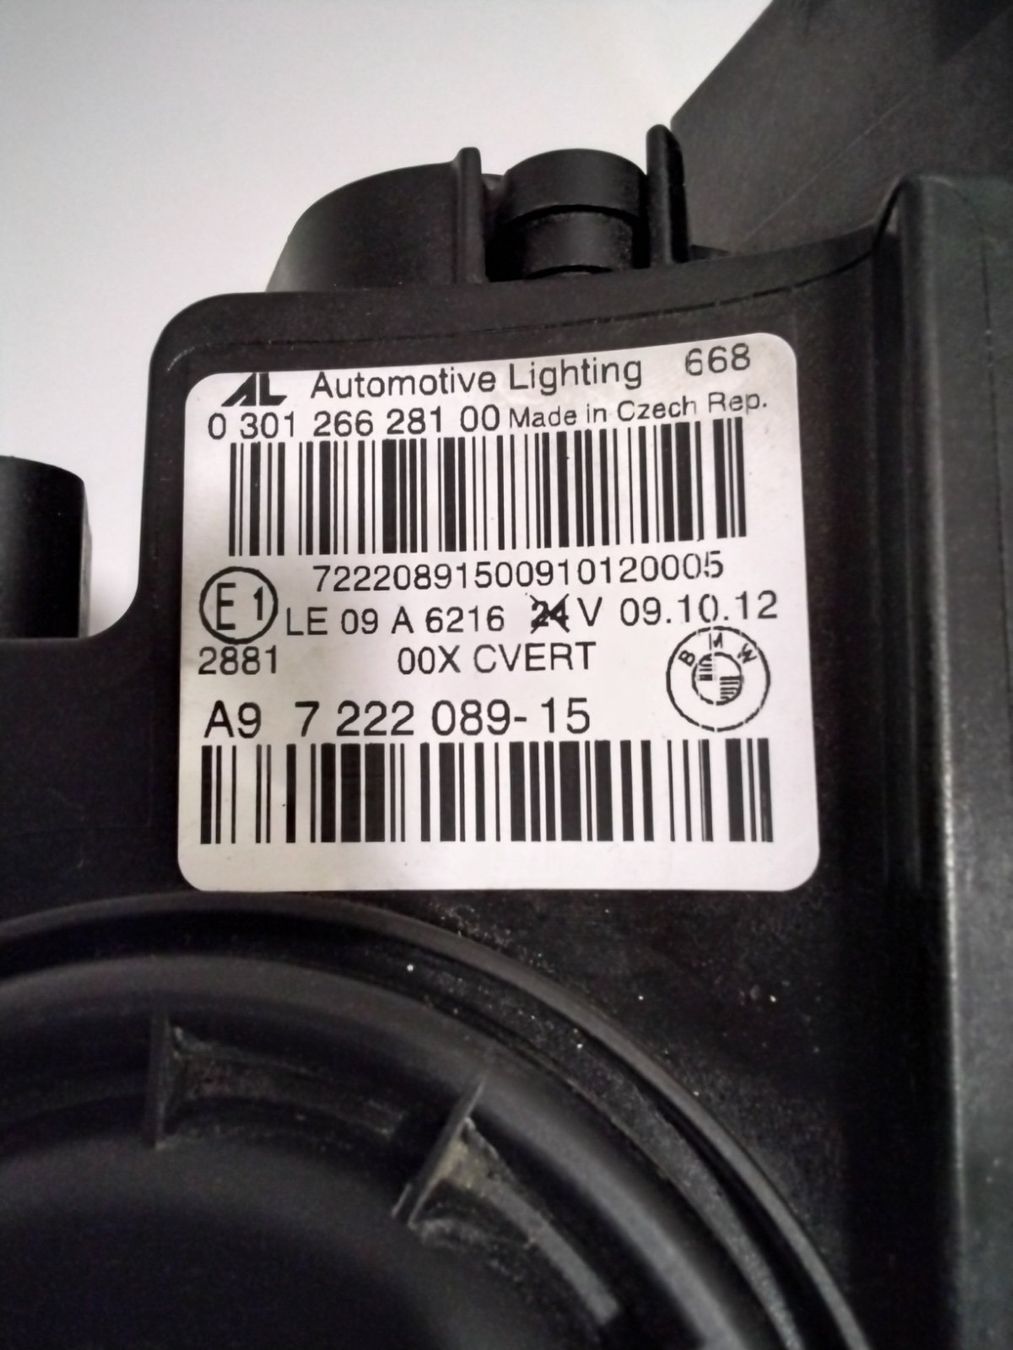 AL Automotive Lighting 668
0 301 266 281 00 Made in Czech Rep.
72220891500910120005
E1 LE 09 A 6216 24 V 09.10.12
2881 00X CVERT
BMW
A9 7 222 089-15